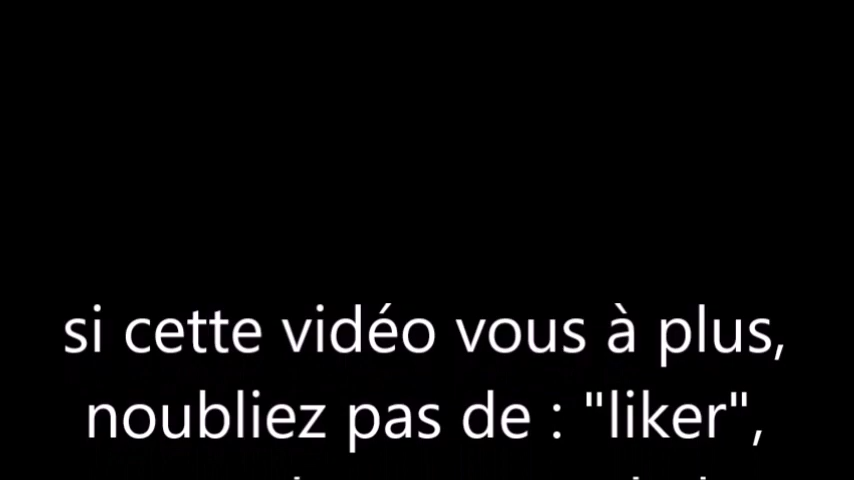 si cette vidéo vous à plus,
noubliez pas de : "liker",